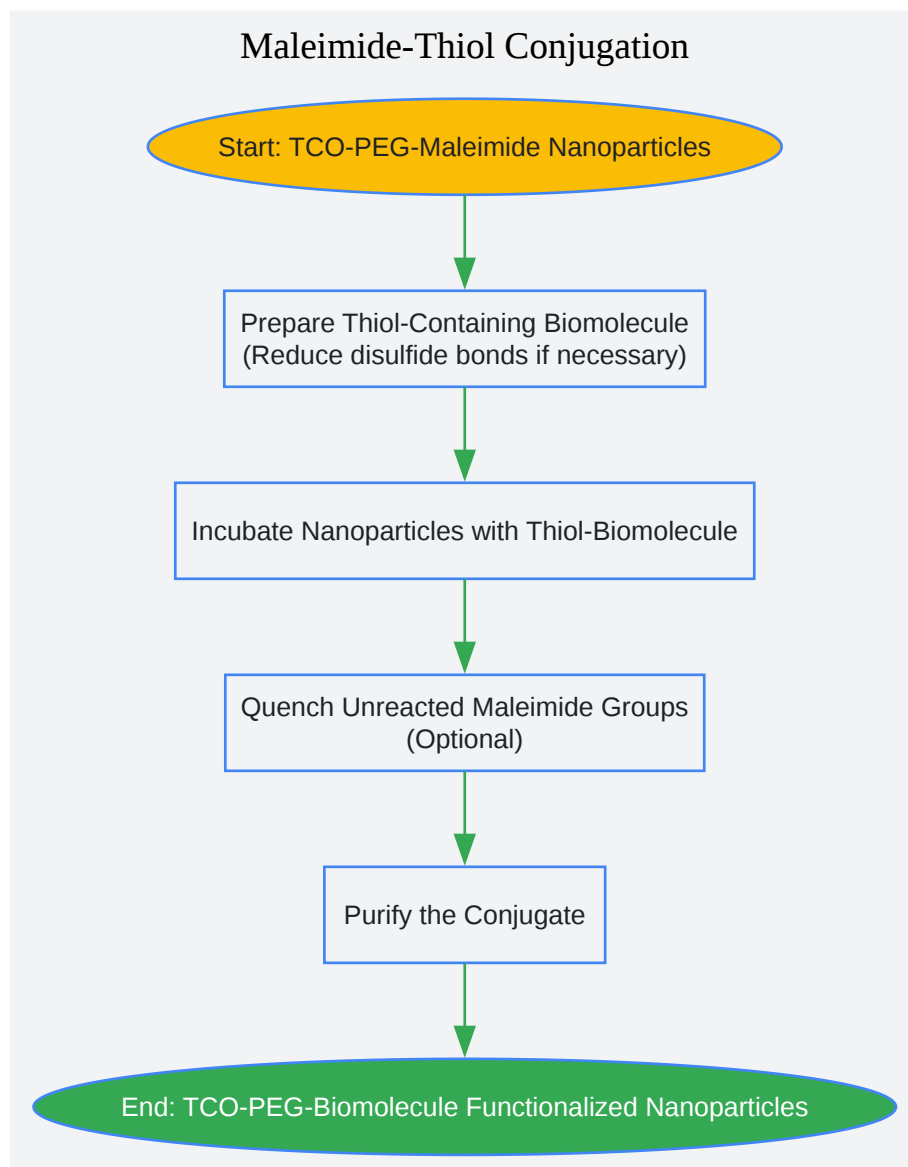 Maleimide-Thiol Conjugation
Start: TCO-PEG-Maleimide Nanoparticles
Prepare Thiol-Containing Biomolecule
(Reduce disulfide bonds if necessary)
Incubate Nanoparticles with Thiol-Biomolecule
Quench Unreacted Maleimide Groups
(Optional)
Purify the Conjugate
End: TCO-PEG-Biomolecule Functionalized Nanoparticles